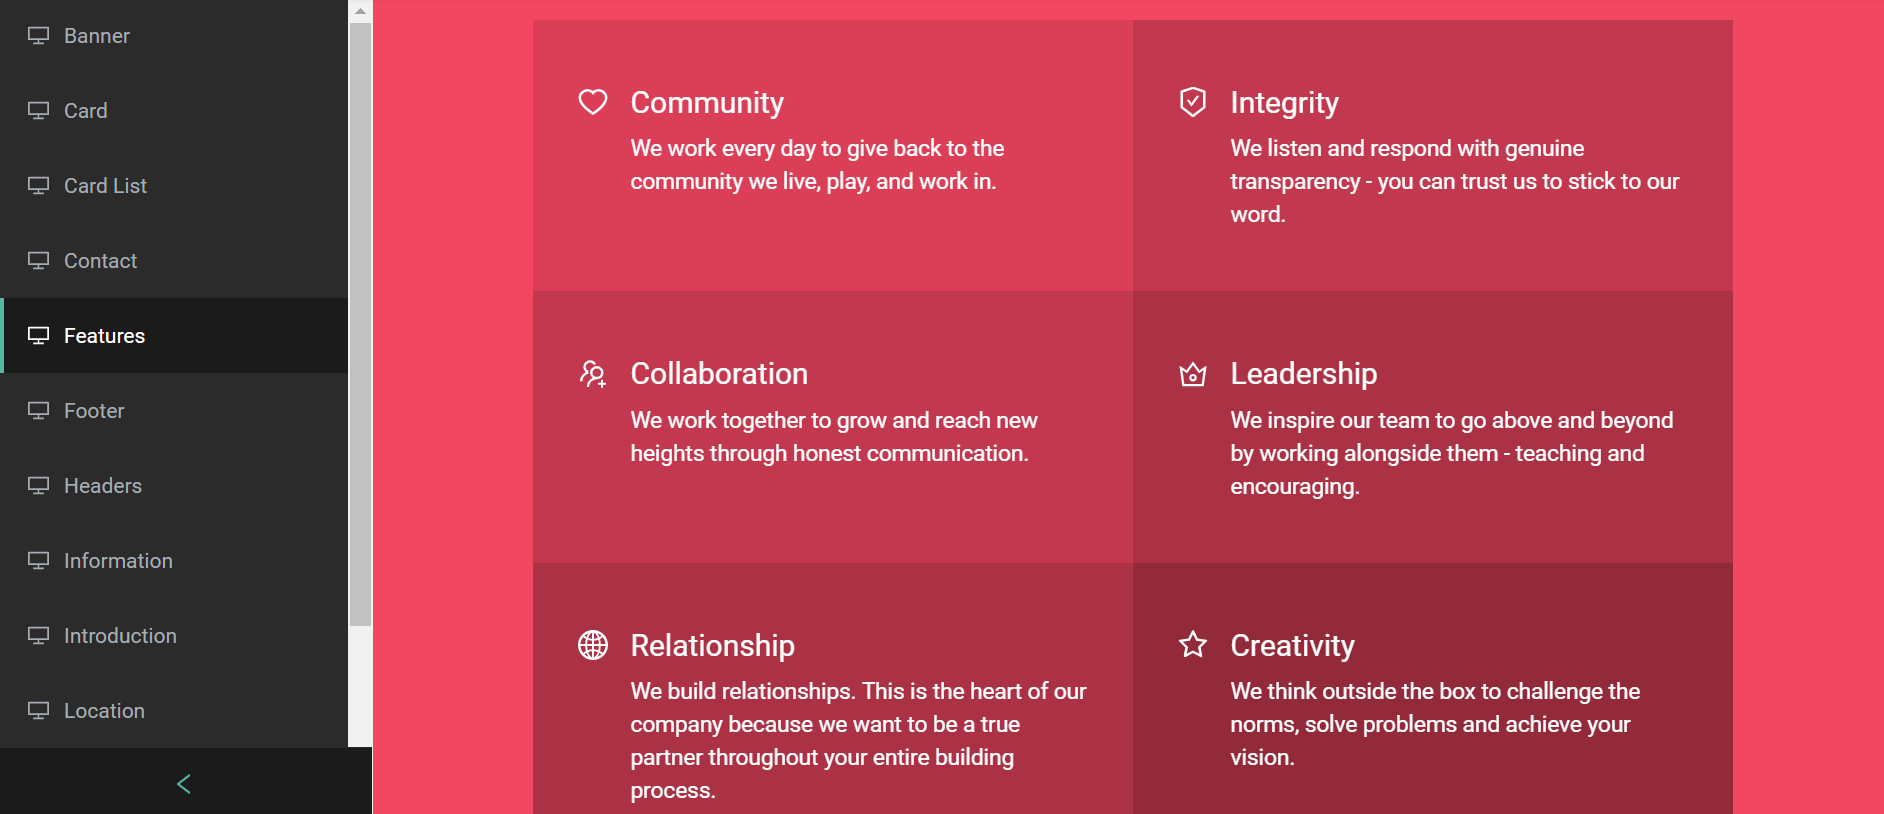 Banner
Card
Card List
Contact
Features
Footer
Headers
Information
Introduction
Location
Community
We work every day to give back to the
community we live, play, and work in.
Integrity
We listen and respond with genuine
transparency - you can trust us to stick to our
word.
Collaboration
We work together to grow and reach new
heights through honest communication.
Leadership
We inspire our team to go above and beyond
by working alongside them - teaching and
encouraging.
Relationship
We build relationships. This is the heart of our
company because we want to be a true
partner throughout your entire building
process.
Creativity
We think outside the box to challenge the
norms, solve problems and achieve your
vision.